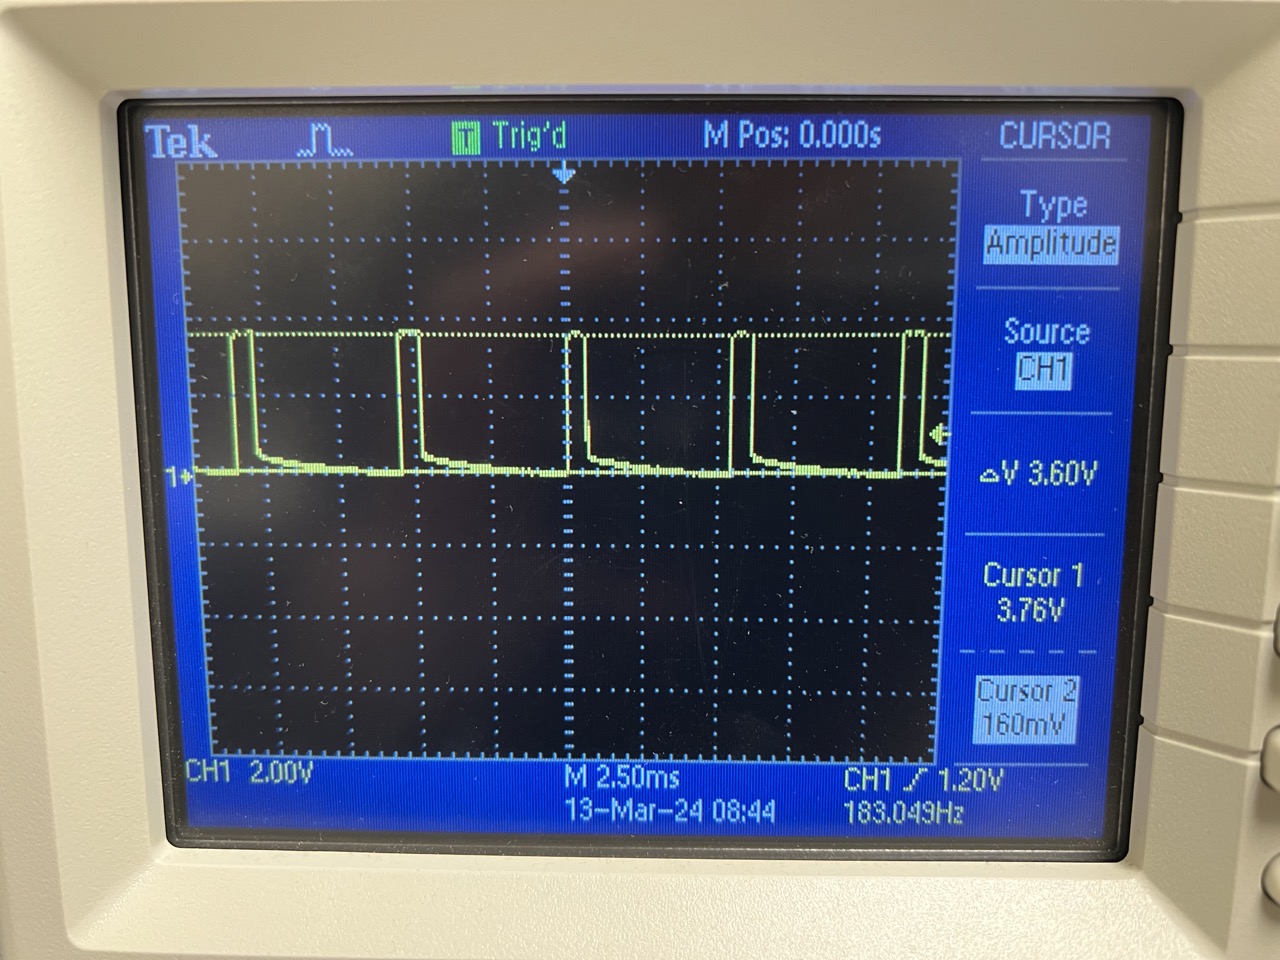 Tek T Trig'd M Pos: 0.000s CURSOR
Type
Amplitude
Source
CH1
△V 3.60V
Cursor 1
3.76V
Cursor 2
160mV
1
CH1 2.00V M 2.50ms CH1 1.20V
13-Mar-24 08:44 183.049Hz